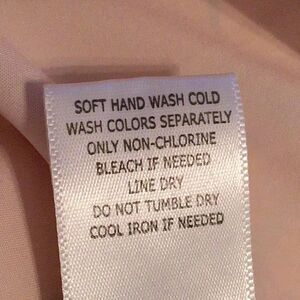 SOFT HAND WASH COLD
WASH COLORS SEPARATELY
ONLY NON-CHLORINE
BLEACH IF NEEDED
LINE DRY
DO NOT TUMBLE DRY
COOL IRON IF NEEDED